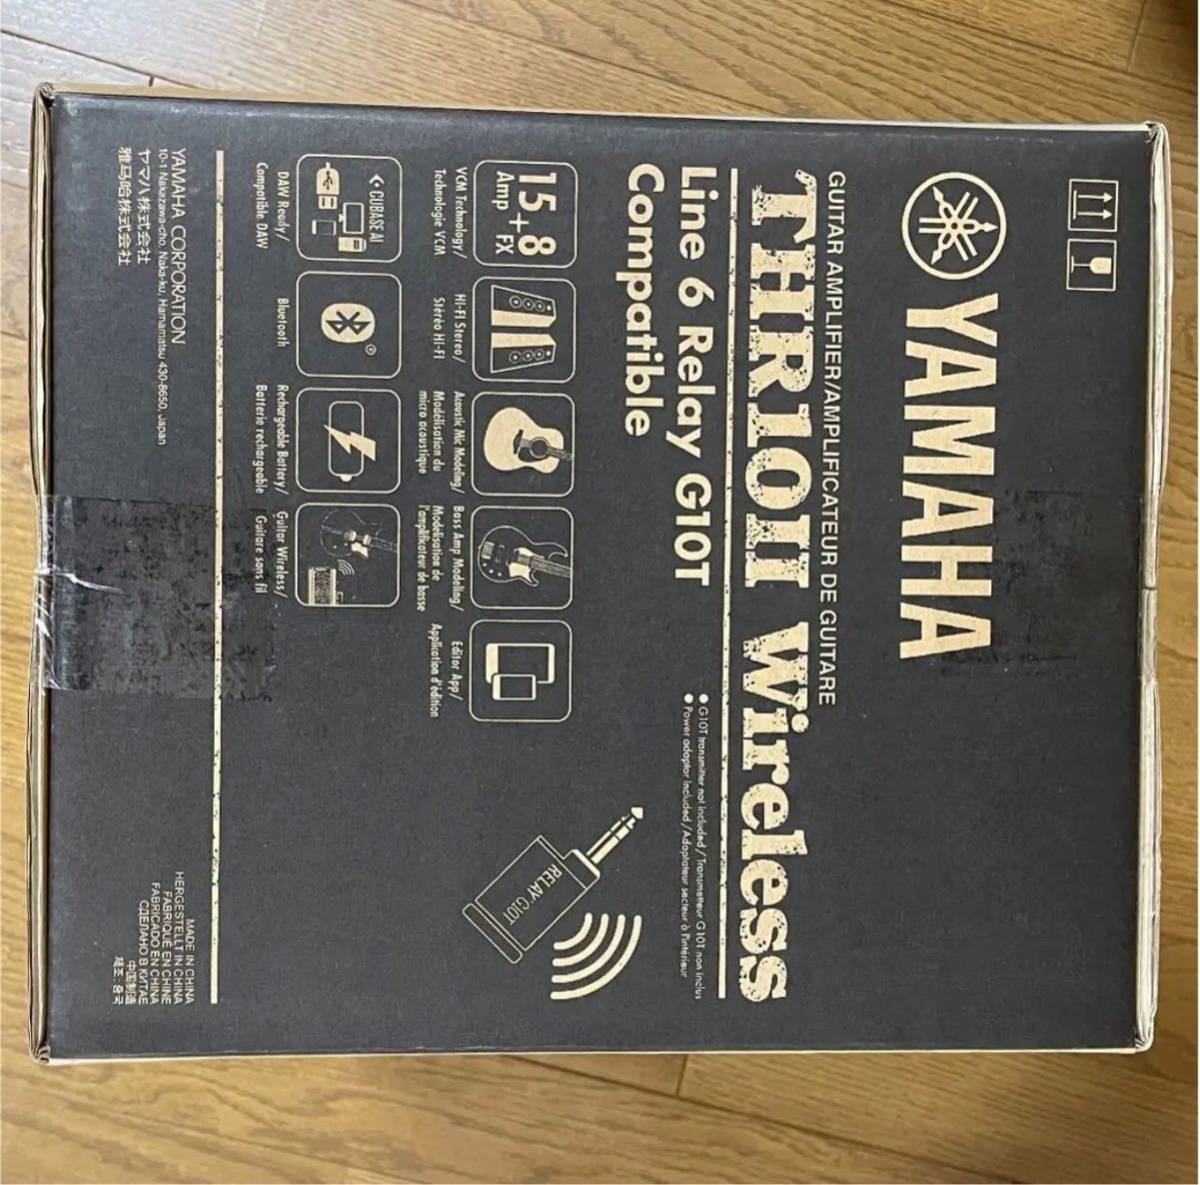 YAMAHA
GUITAR AMPLIFIER/AMPLIFICATEUR DE GUITARE
THR10II Wireless
Line 6 Relay G10T
Compatible
● G10T transmitter not included/Transmetteur G10T non inclus
● Power adaptor included/Adaptateur secteur à l'intérieur
RELAY G10T
15+8
Amp FX
VCM Technology/
Technologie VCM
Hi-Fi Stereo/
Stéréo Hi-Fi
Acoustic Mic Modeling/
Modélisation du
micro acoustique
Bass Amp Modeling/
Modélisation de
l'amplificateur de basse
Editor App/
Application d'édition
CUBASE AI
DAW Ready/
Compatible DAW
Bluetooth
Rechargeable Battery/
Batterie rechargeable
Guitar Wireless/
Guitare sans fil
YAMAHA CORPORATION
10-1 Nakazawa-cho, Naka-ku, Hamamatsu 430-8650, Japan
ヤマハ株式会社
雅马哈株式会社
MADE IN CHINA
HERGESTELLT IN CHINA
FABRIQUÉ EN CHINE
FABRICADO EN CHINA
СДЕЛАНО В КИТАЕ
中国制造
제조 : 중국